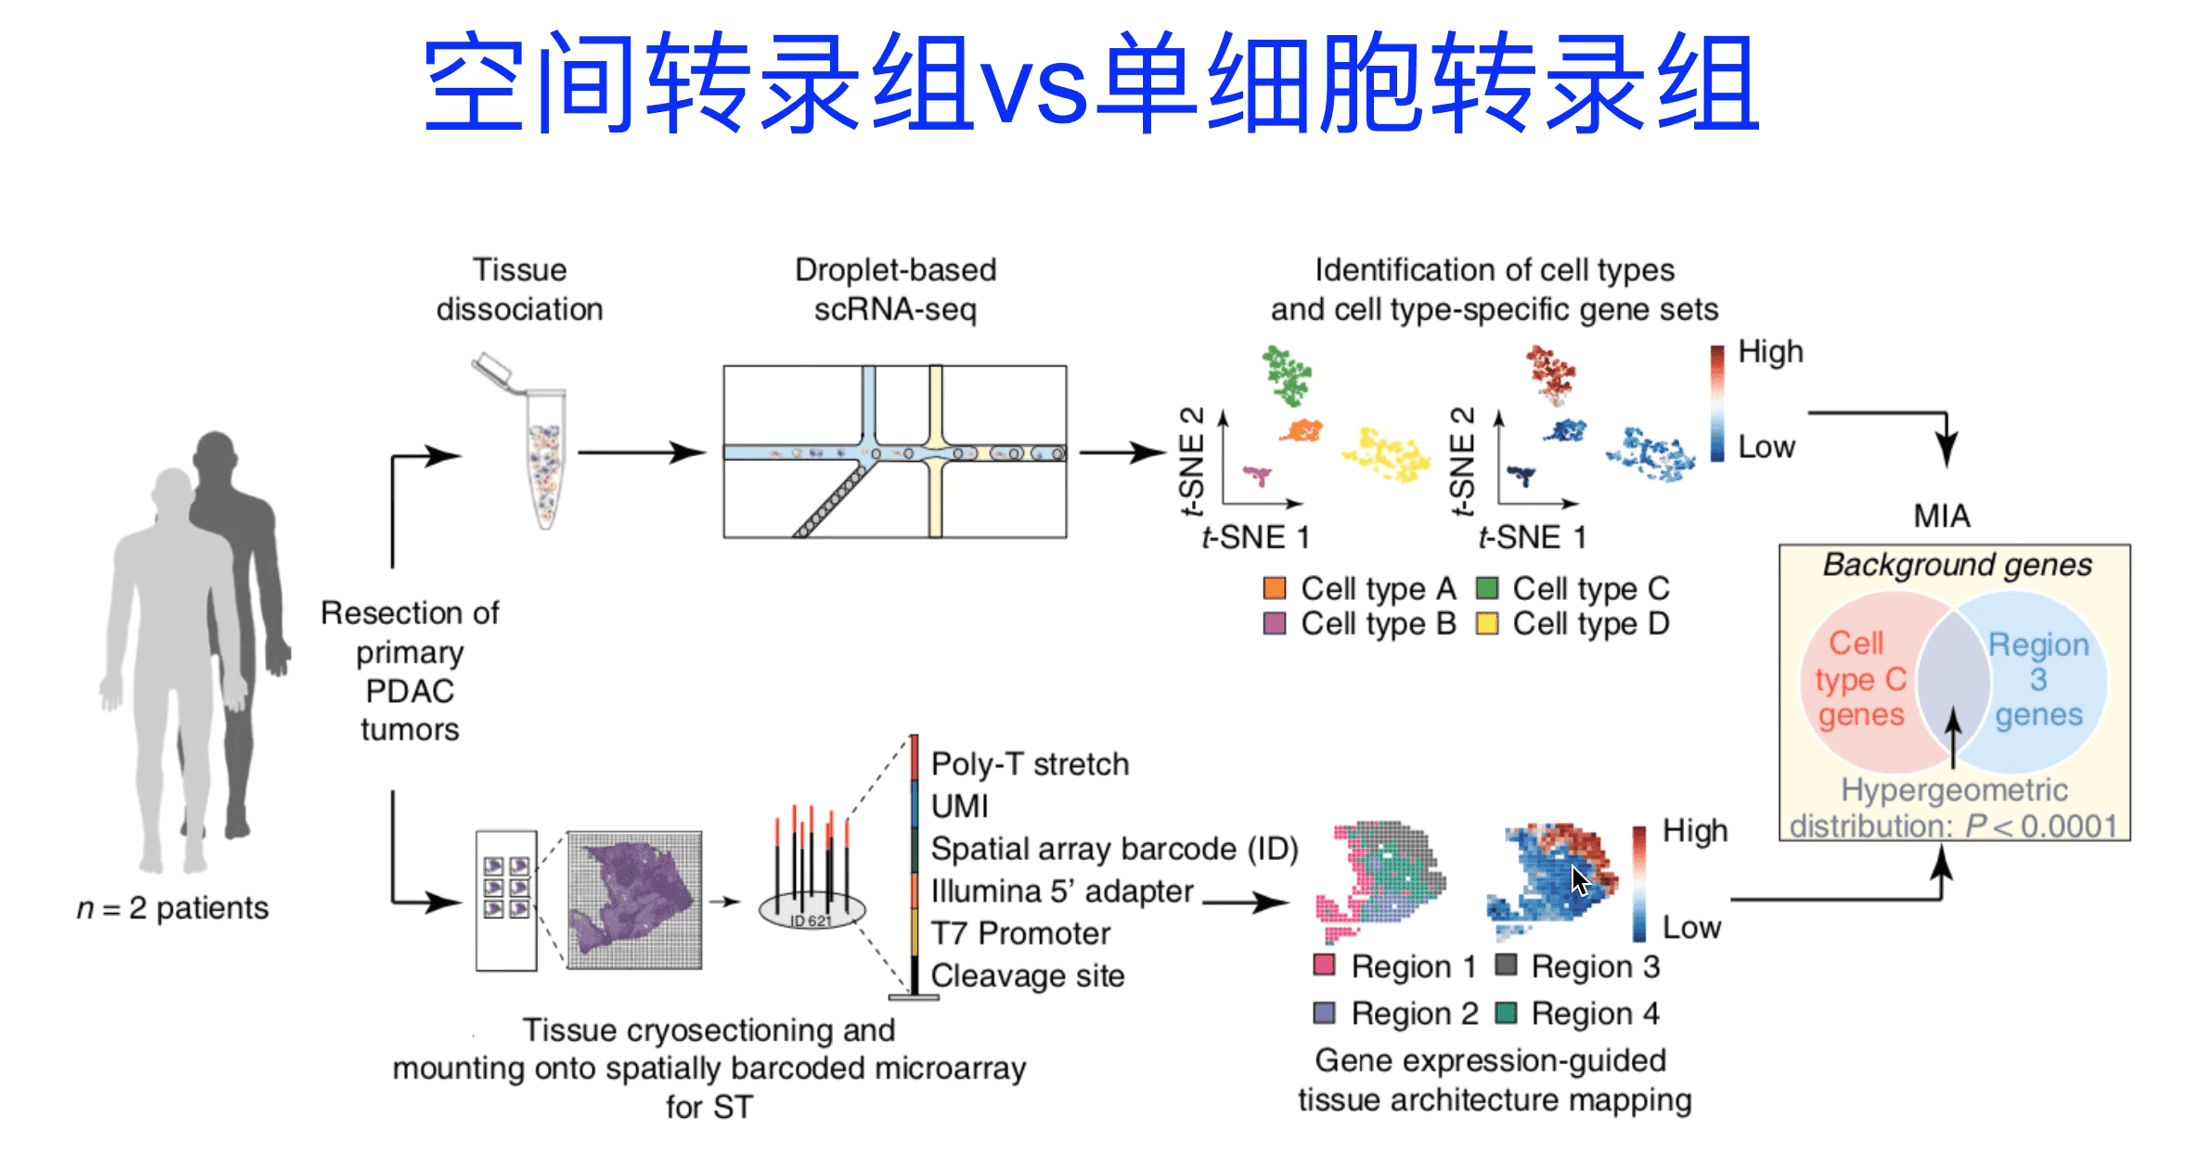 空间转录组vs单细胞转录组
Tissue
dissociation
Droplet-based
scRNA-seq
Identification of cell types
and cell type-specific gene sets
High
Low
t-SNE 2
t-SNE 1
t-SNE 2
t-SNE 1
Cell type A
Cell type C
Cell type B
Cell type D
MIA
Background genes
Cell
type C
genes
Region
3
genes
Hypergeometric
distribution: P < 0.0001
Resection of
primary
PDAC
tumors
n = 2 patients
ID 621
Poly-T stretch
UMI
Spatial array barcode (ID)
Illumina 5’ adapter
T7 Promoter
Cleavage site
Tissue cryosectioning and
mounting onto spatially barcoded microarray
for ST
High
Low
Region 1
Region 3
Region 2
Region 4
Gene expression-guided
tissue architecture mapping